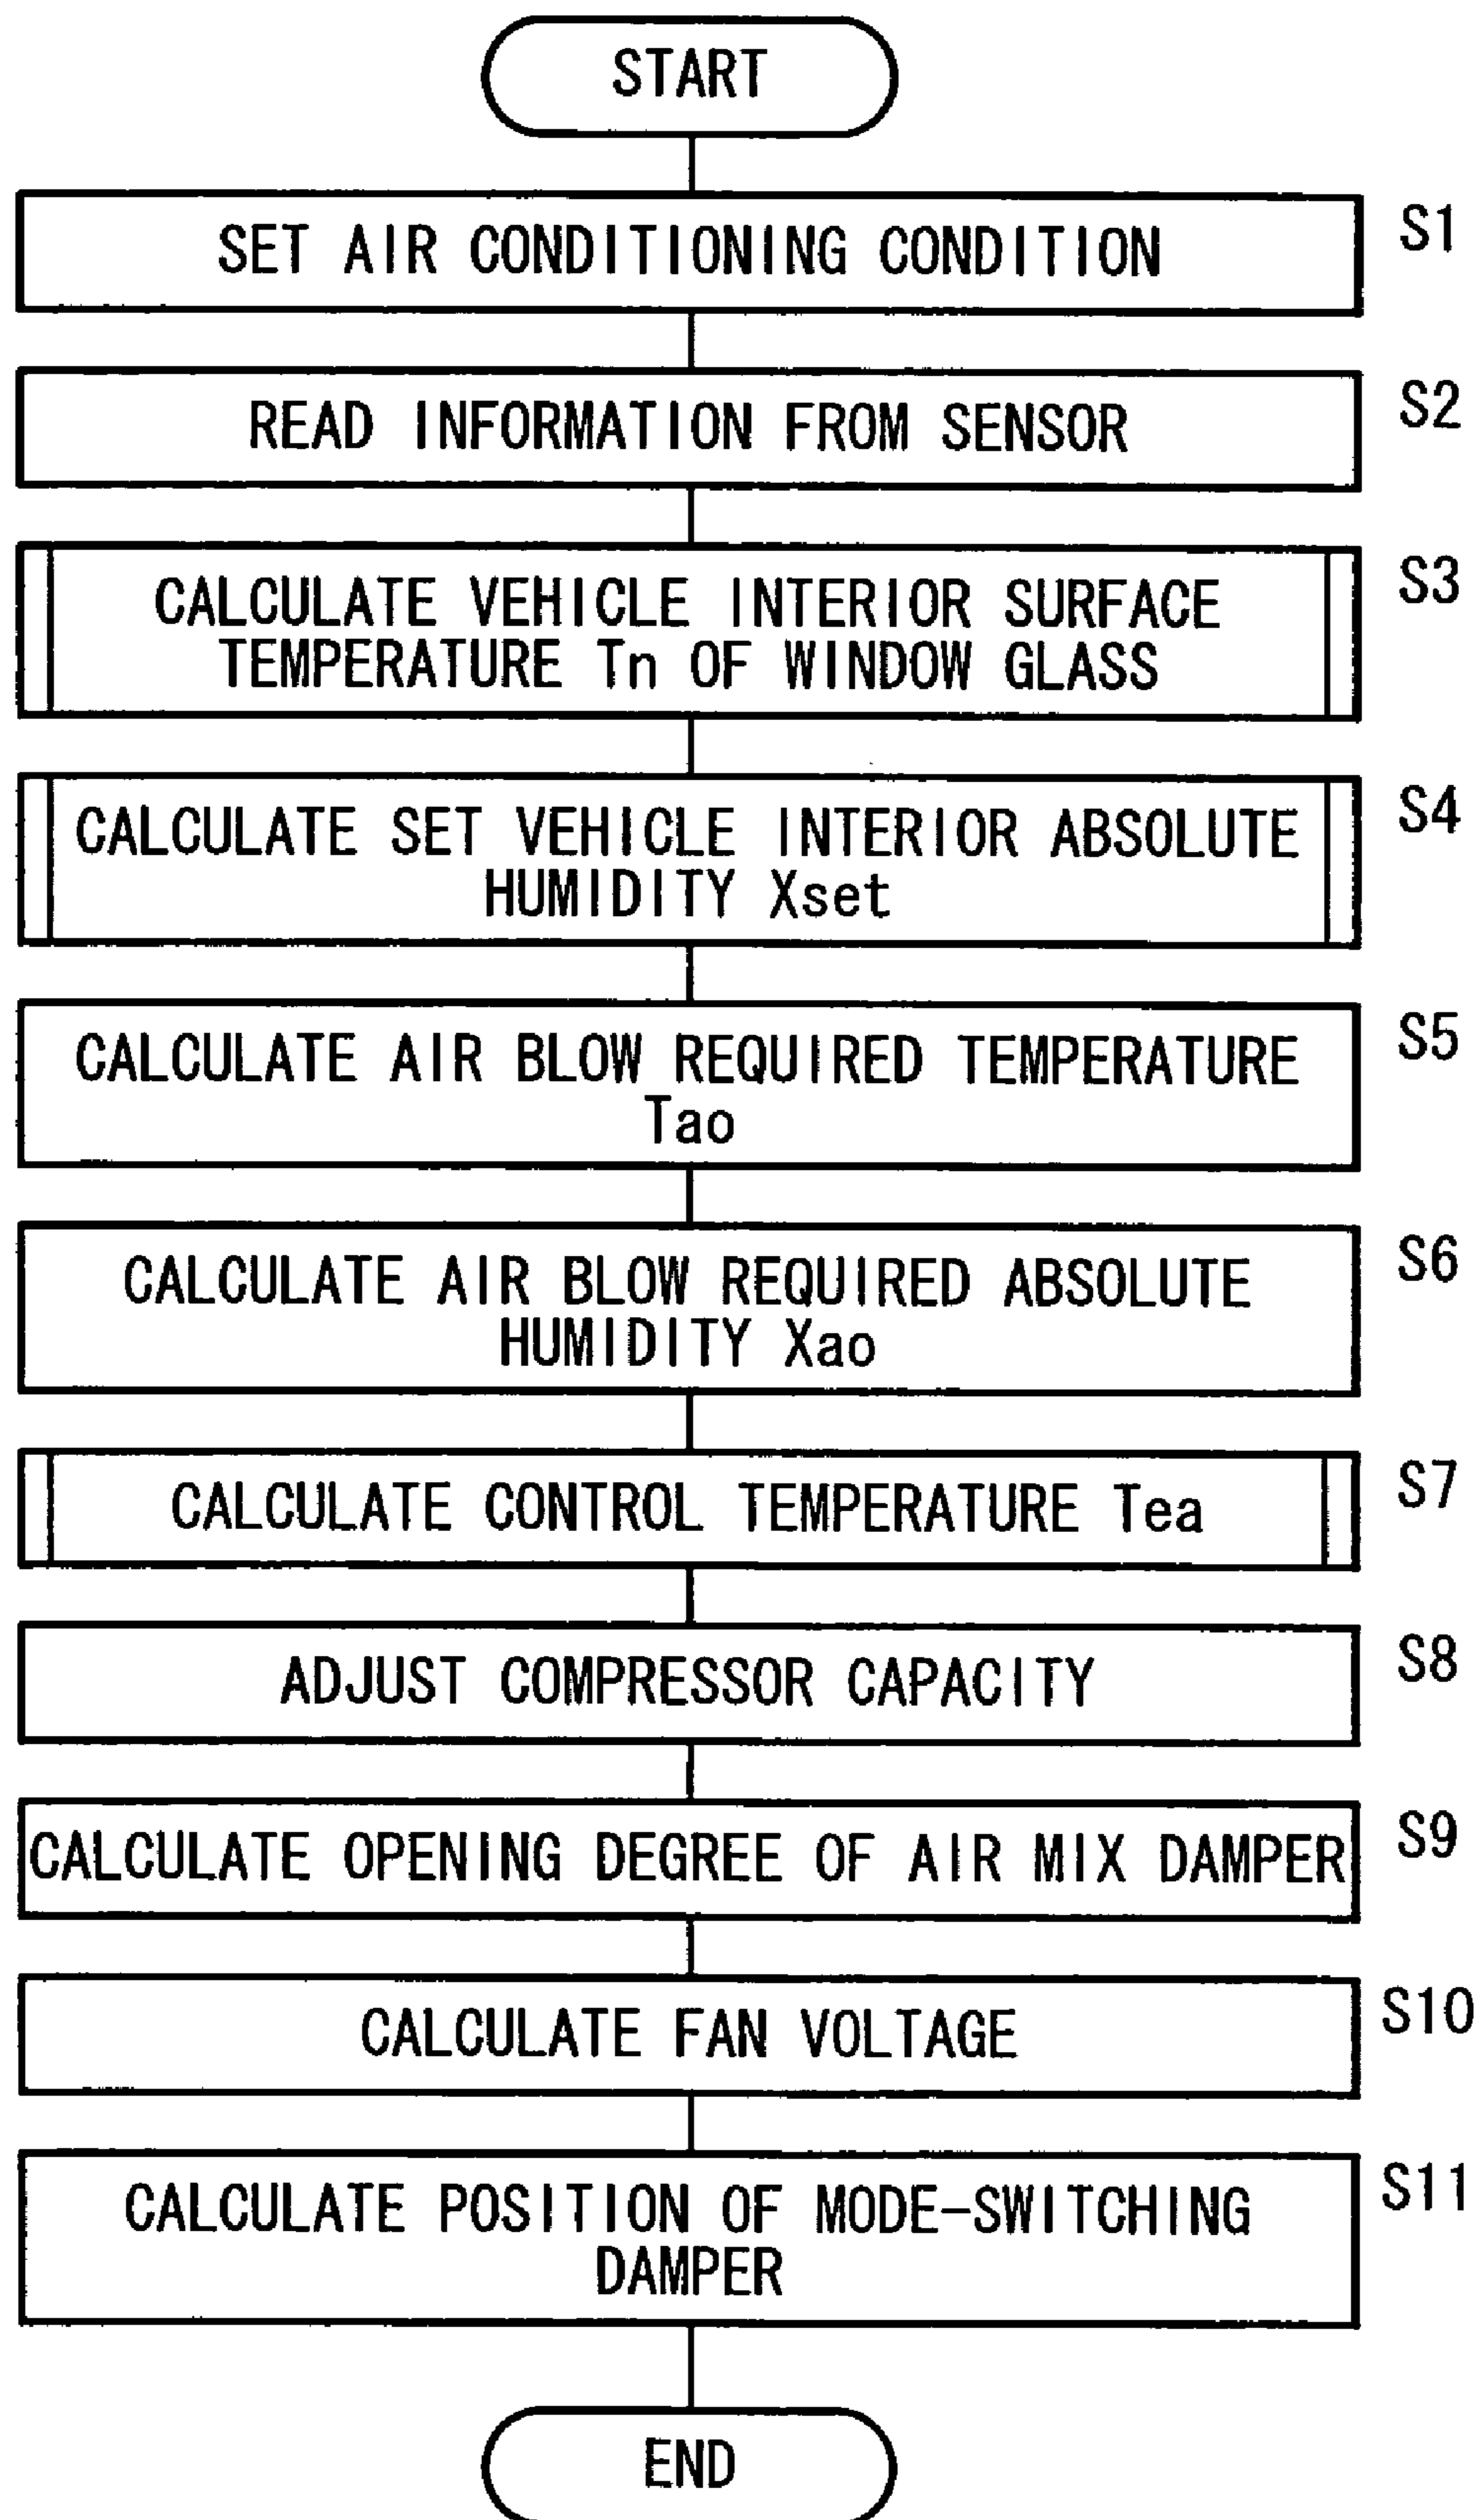 START
SET AIR CONDITIONING CONDITION
S1
READ INFORMATION FROM SENSOR
S2
CALCULATE VEHICLE INTERIOR SURFACE
TEMPERATURE Tn OF WINDOW GLASS
S3
CALCULATE SET VEHICLE INTERIOR ABSOLUTE
HUMIDITY Xset
S4
CALCULATE AIR BLOW REQUIRED TEMPERATURE
Tao
S5
CALCULATE AIR BLOW REQUIRED ABSOLUTE
HUMIDITY Xao
S6
CALCULATE CONTROL TEMPERATURE Tea
S7
ADJUST COMPRESSOR CAPACITY
S8
CALCULATE OPENING DEGREE OF AIR MIX DAMPER
S9
CALCULATE FAN VOLTAGE
S10
CALCULATE POSITION OF MODE-SWITCHING
DAMPER
S11
END